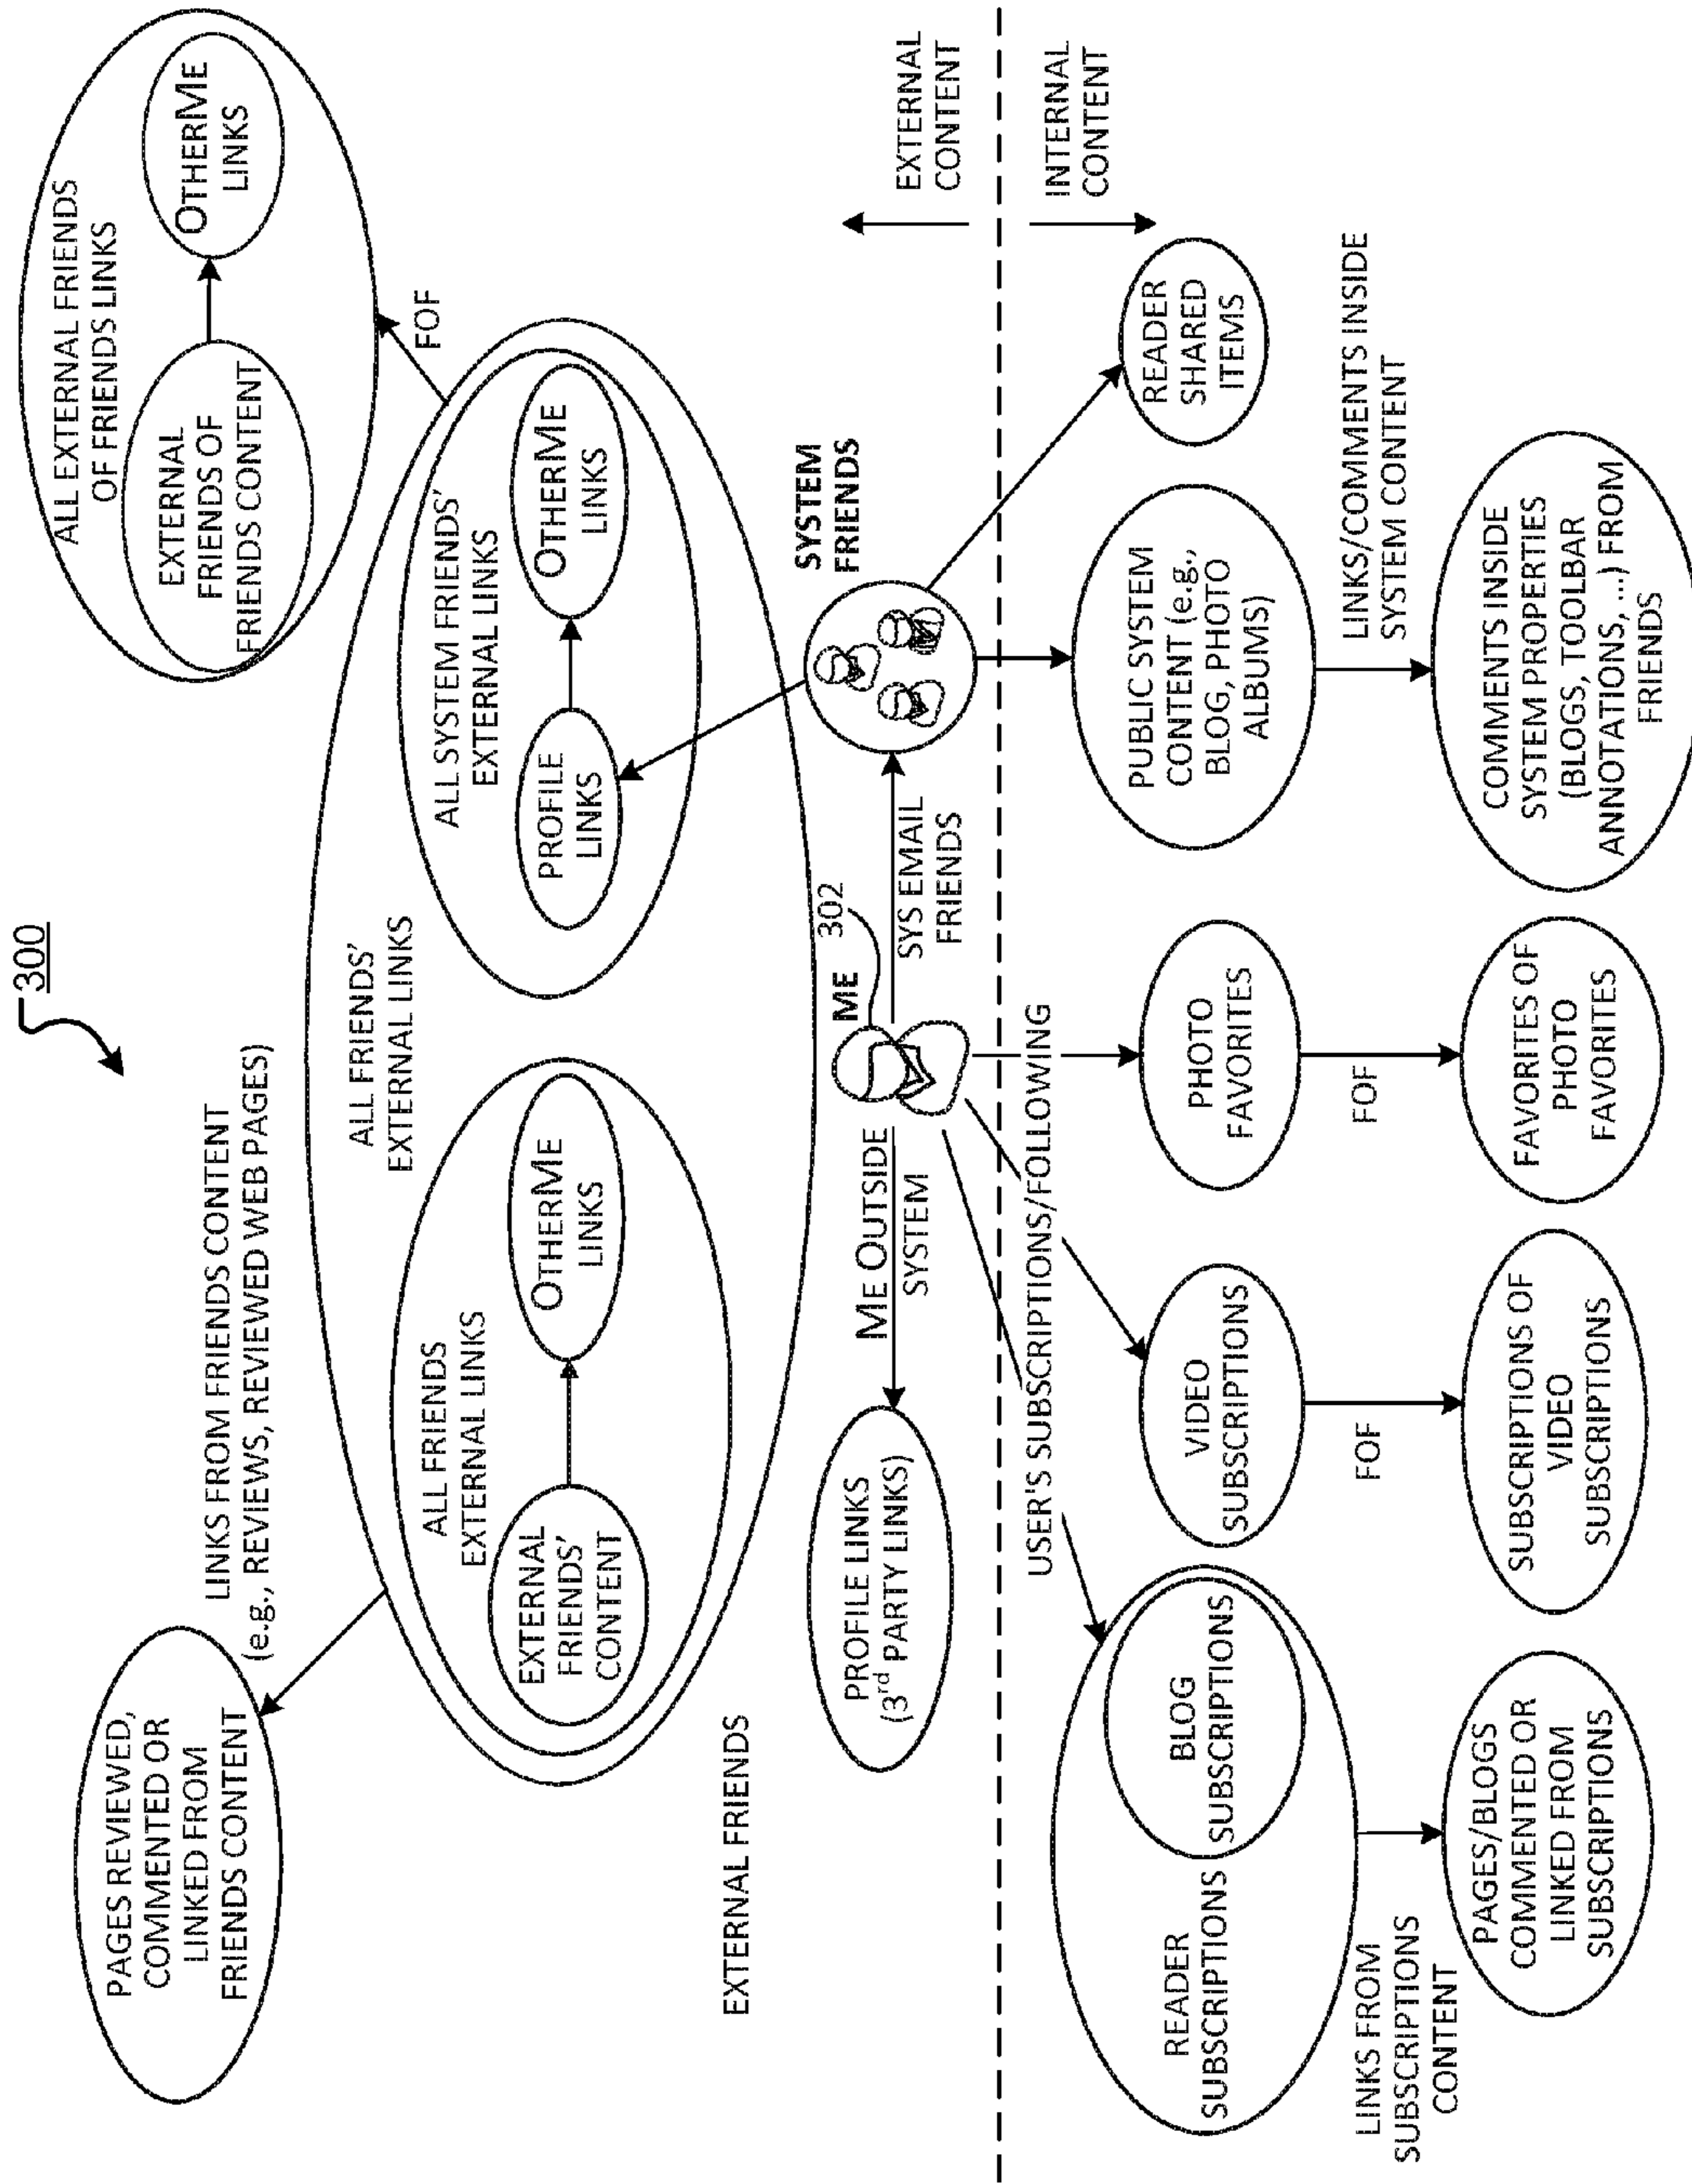 300
PAGES REVIEWED,
COMMENTED OR
LINKED FROM
FRIENDS CONTENT
LINKS FROM FRIENDS CONTENT
(e.g., REVIEWS, REVIEWED WEB PAGES)
ALL EXTERNAL FRIENDS
OF FRIENDS LINKS
EXTERNAL
FRIENDS OF
FRIENDS CONTENT
OTHERME
LINKS
FOF
ALL FRIENDS'
EXTERNAL LINKS
ALL FRIENDS
EXTERNAL LINKS
EXTERNAL
FRIENDS'
CONTENT
OTHERME
LINKS
ALL SYSTEM FRIENDS'
EXTERNAL LINKS
PROFILE
LINKS
OTHERME
LINKS
EXTERNAL FRIENDS
PROFILE LINKS
(3rd PARTY LINKS)
ME OUTSIDE
SYSTEM
ME
302
SYS EMAIL
FRIENDS
SYSTEM
FRIENDS
EXTERNAL
CONTENT
INTERNAL
CONTENT
USER'S SUBSCRIPTIONS/FOLLOWING
READER
SUBSCRIPTIONS
BLOG
SUBSCRIPTIONS
VIDEO
SUBSCRIPTIONS
PHOTO
FAVORITES
PUBLIC SYSTEM
CONTENT (e.g.,
BLOG, PHOTO
ALBUMS)
READER
SHARED
ITEMS
LINKS FROM
SUBSCRIPTIONS
CONTENT
FOF
FOF
LINKS/COMMENTS INSIDE
SYSTEM CONTENT
PAGES/BLOGS
COMMENTED OR
LINKED FROM
SUBSCRIPTIONS
SUBSCRIPTIONS OF
VIDEO
SUBSCRIPTIONS
FAVORITES OF
PHOTO
FAVORITES
COMMENTS INSIDE
SYSTEM PROPERTIES
(BLOGS, TOOLBAR
ANNOTATIONS, ...) FROM
FRIENDS